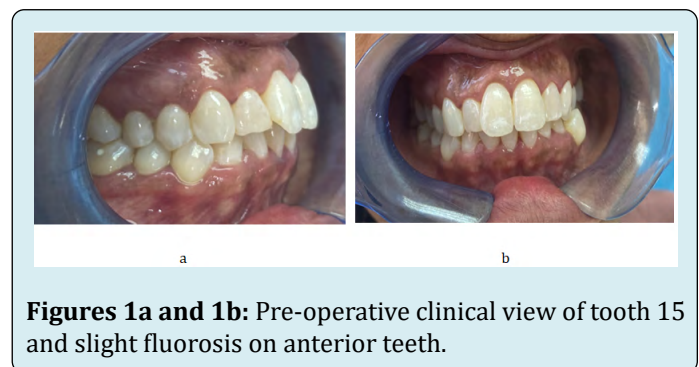 a
b
Figures 1a and 1b: Pre-operative clinical view of tooth 15
and slight fluorosis on anterior teeth.